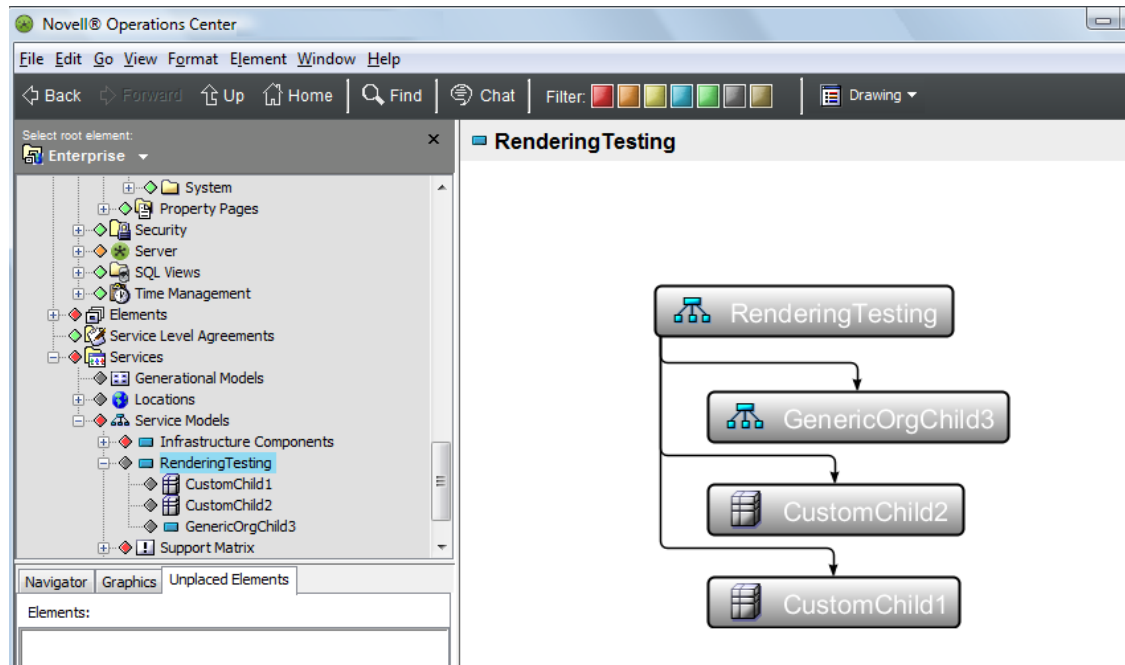 Novell® Operations Center
File Edit Go View Format Element Window Help
Back Forward Up Home Find Chat Filter: Drawing
Select root element:
Enterprise
System
Property Pages
Security
Server
SQL Views
Time Management
Elements
Service Level Agreements
Services
Generational Models
Locations
Service Models
Infrastructure Components
RenderingTesting
CustomChild1
CustomChild2
GenericOrgChild3
Support Matrix
Navigator Graphics Unplaced Elements
Elements:
RenderingTesting
RenderingTesting
GenericOrgChild3
CustomChild2
CustomChild1